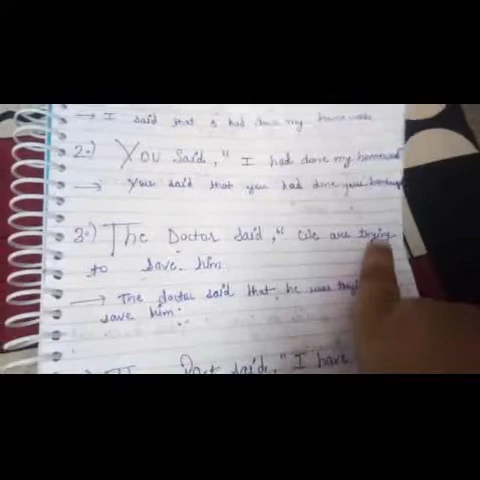 → I said that I had done my homework
2.) You Said, " I had done my homework
→ You said that you had done your homework
3.) The Doctor said, " We are trying
to save him
→ The doctor said that he was tryi
save him.
said, " I have